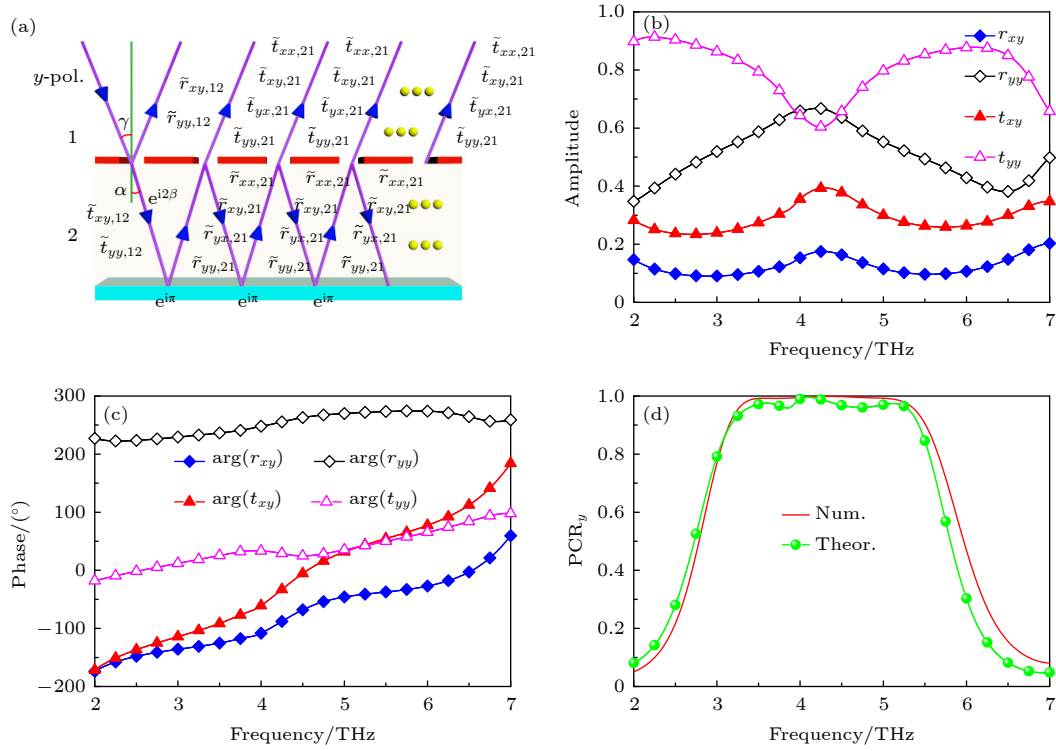 (a)
t̃xx,21 t̃xx,21 t̃xx,21
y-pol. r̃xy,12 t̃xy,21 t̃xy,21 t̃xy,21
γ r̃yy,12 t̃yx,21 t̃yx,21 t̃yx,21
1 t̃yy,21 t̃yy,21 t̃yy,21
α e^i2β r̃xx,21 r̃xx,21 r̃xx,21
t̃xy,12 r̃xy,21 r̃xy,21 r̃xy,21
2 t̃yy,12 r̃yx,21 r̃yx,21 r̃yx,21
r̃yy,21 r̃yy,21 r̃yy,21
e^iπ e^iπ e^iπ
(b)
Amplitude
1.0
0.8
0.6
0.4
0.2
0
rxy
ryy
txy
tyy
2 3 4 5 6 7
Frequency/THz
(c)
Phase/(°)
300
200
100
0
−100
−200
arg(rxy) arg(ryy)
arg(txy) arg(tyy)
2 3 4 5 6 7
Frequency/THz
(d)
PCRy
1.0
0.8
0.6
0.4
0.2
0
Num.
Theor.
2 3 4 5 6 7
Frequency/THz